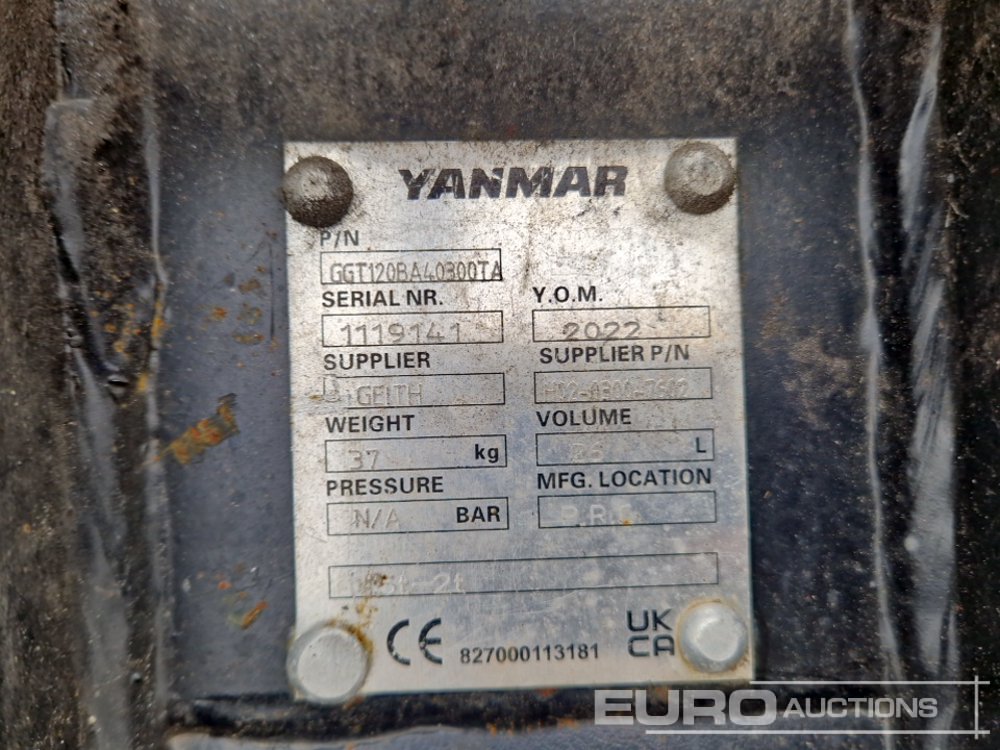 YANMAR
P/N
GGT120BA40300TA
SERIAL NR. Y.O.M.
1119141 2022
SUPPLIER SUPPLIER P/N
GEITH
WEIGHT VOLUME
37 kg L
PRESSURE MFG. LOCATION
N/A BAR P.R.C.
CE 827000113181 UK
CA
EURO AUCTIONS